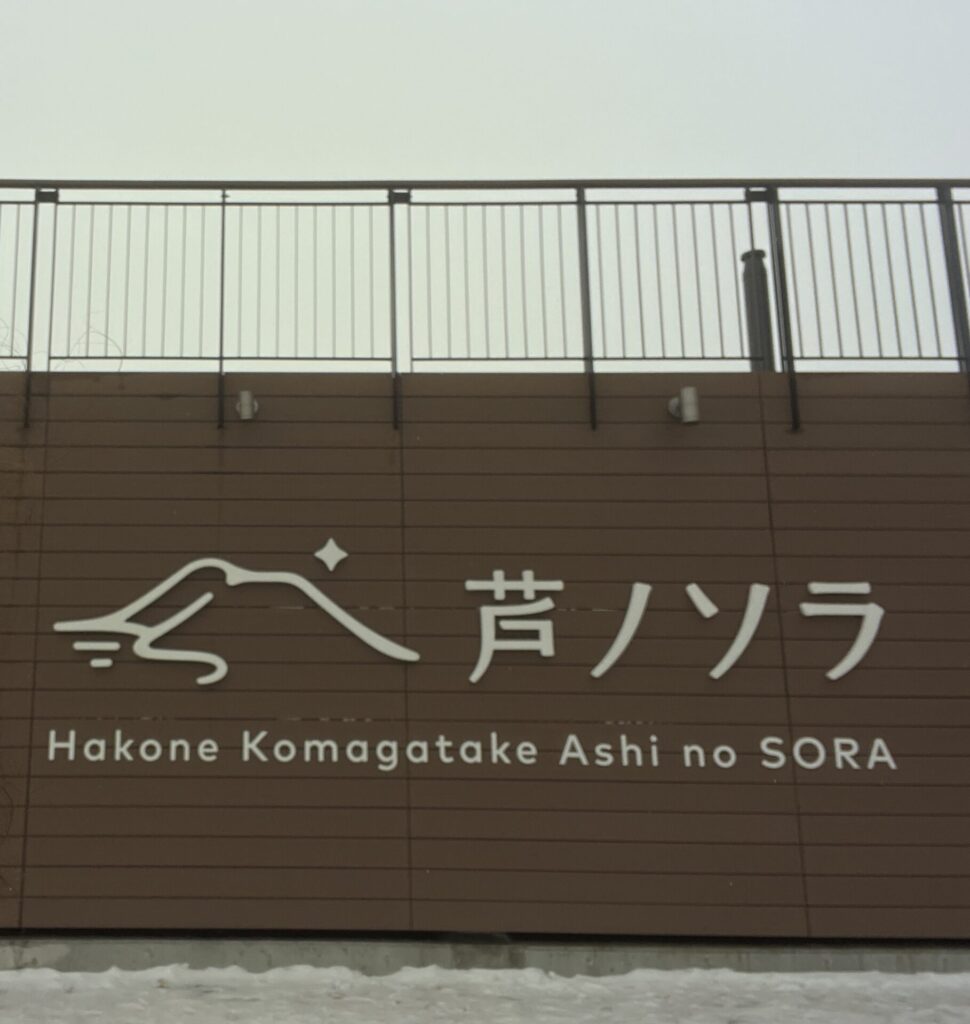 芦ノソラ
Hakone Komagatake Ashi no SORA